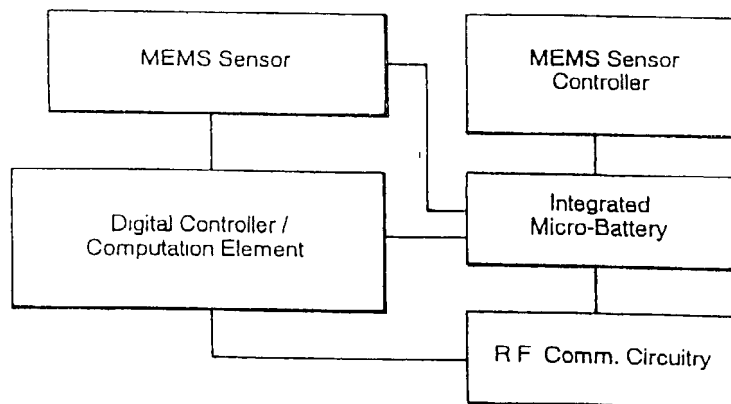 MEMS Sensor
MEMS Sensor
Controller
Digital Controller /
Computation Element
Integrated
Micro-Battery
R F Comm. Circuitry